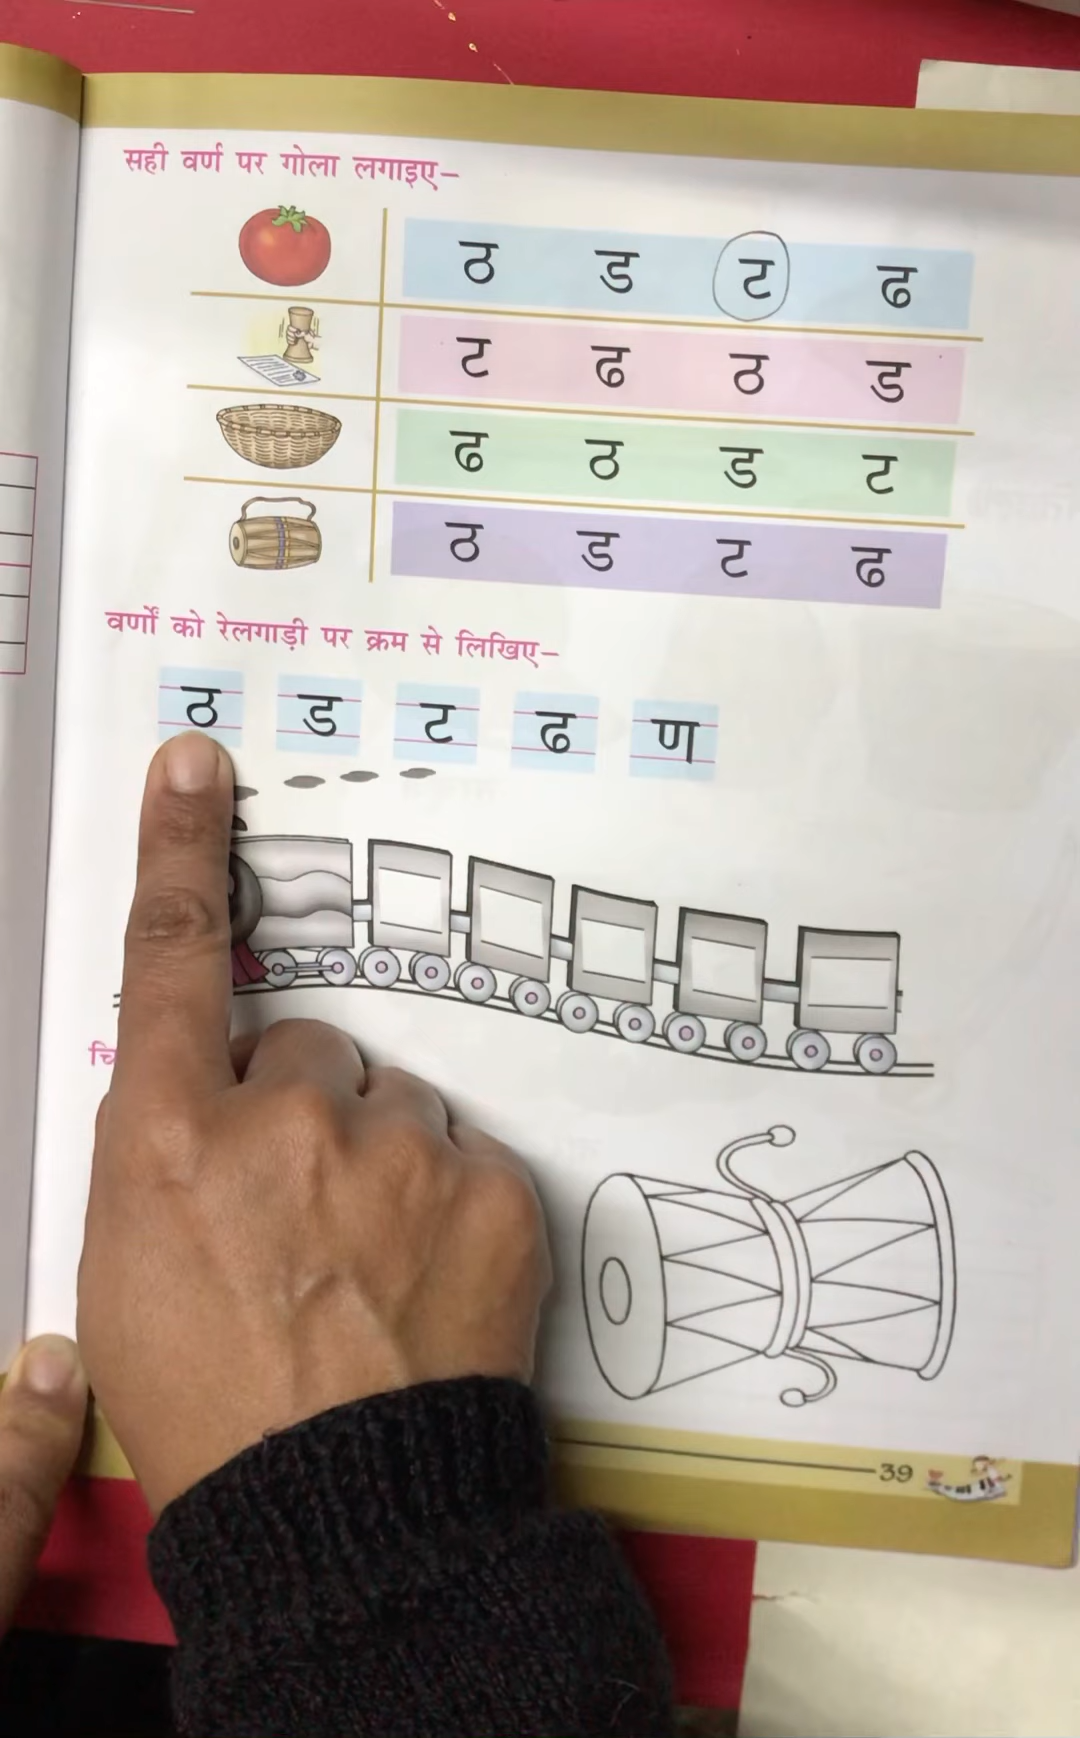 सही वर्ण पर गोला लगाइए–
ठ ड ट ढ
ट ढ ठ ड
ढ ठ ड ट
ठ ड ट ढ
वर्णों को रेलगाड़ी पर क्रम से लिखिए–
ठ ड ट ढ ण
39